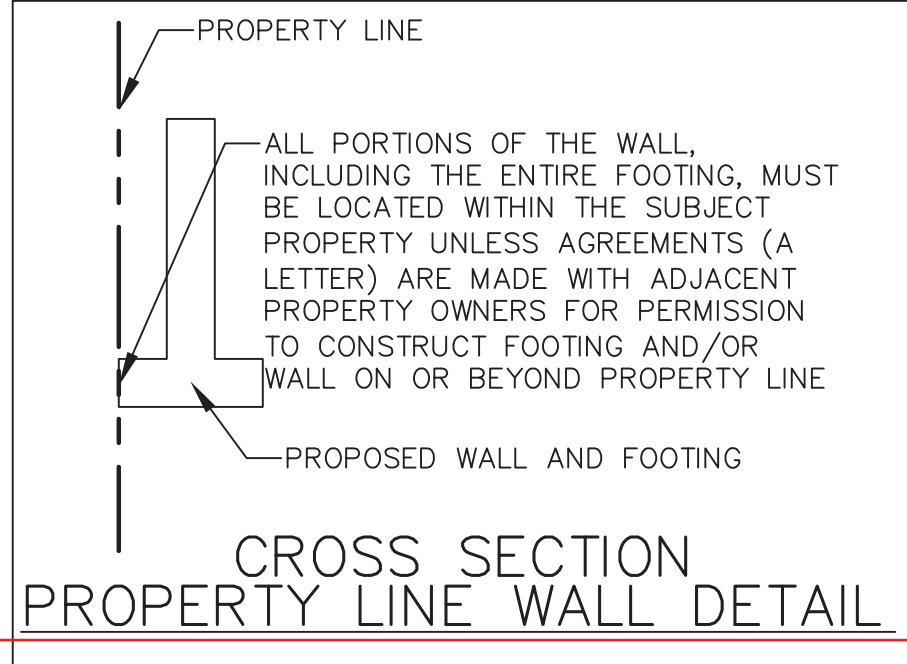 PROPERTY LINE
ALL PORTIONS OF THE WALL,
INCLUDING THE ENTIRE FOOTING, MUST
BE LOCATED WITHIN THE SUBJECT
PROPERTY UNLESS AGREEMENTS (A
LETTER) ARE MADE WITH ADJACENT
PROPERTY OWNERS FOR PERMISSION
TO CONSTRUCT FOOTING AND/OR
WALL ON OR BEYOND PROPERTY LINE
PROPOSED WALL AND FOOTING
CROSS SECTION
PROPERTY LINE WALL DETAIL